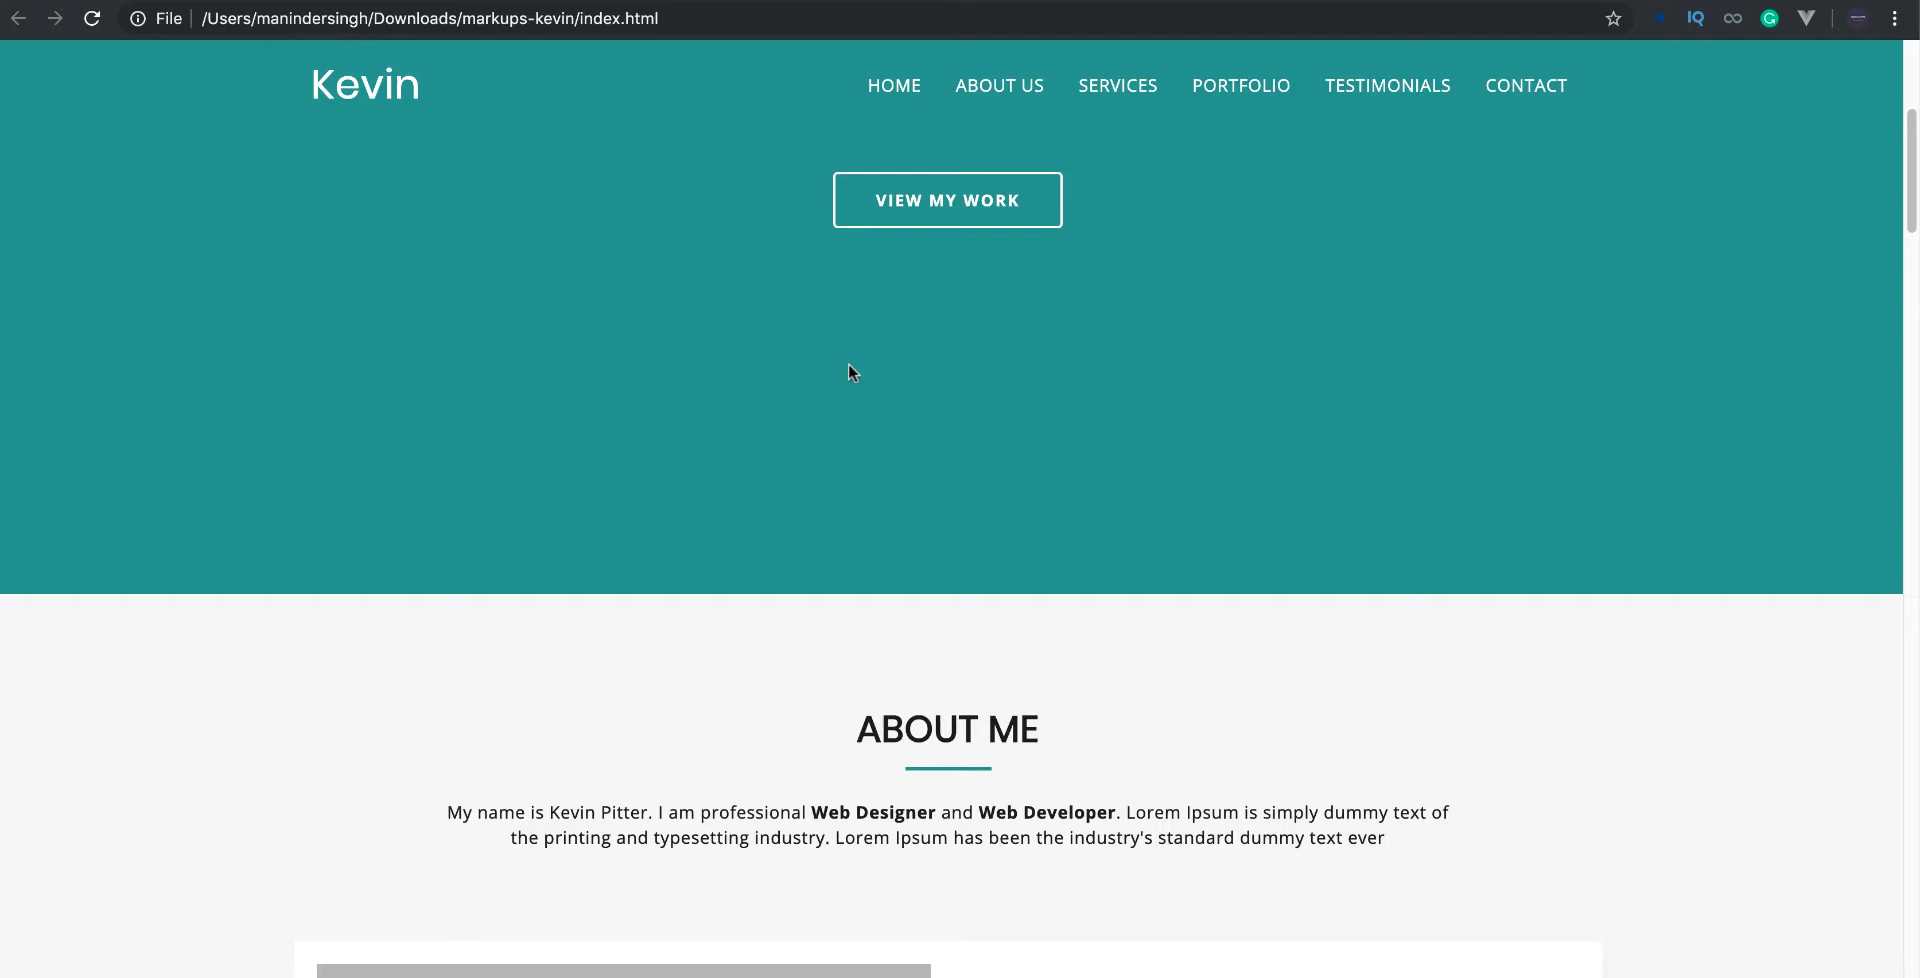 File /Users/manindersingh/Downloads/markups-kevin/index.html
IQ
Kevin
HOME ABOUT US SERVICES PORTFOLIO TESTIMONIALS CONTACT
VIEW MY WORK
ABOUT ME
My name is Kevin Pitter. I am professional Web Designer and Web Developer. Lorem Ipsum is simply dummy text of
the printing and typesetting industry. Lorem Ipsum has been the industry's standard dummy text ever